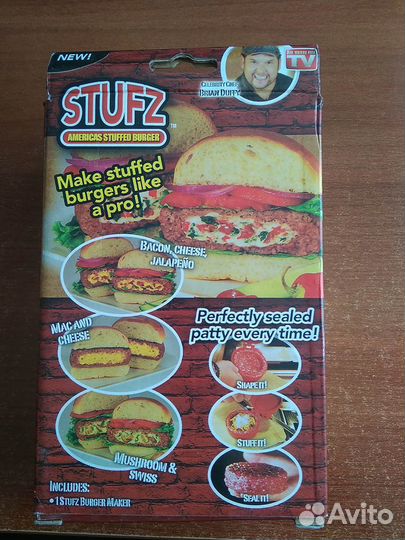 NEW!
AS SEEN ON
TV
CELEBRITY CHEF
BRIAN DUFFY
STUFZ™
AMERICAS STUFFED BURGER
Make stuffed
burgers like
a pro!
BACON, CHEESE,
JALAPEÑO
MAC AND
CHEESE
Perfectly sealed
patty every time!
SHAPE IT!
STUFF IT!
MUSHROOM &
SWISS
SEAL IT!
INCLUDES:
• 1 STUFZ BURGER MAKER
Avito